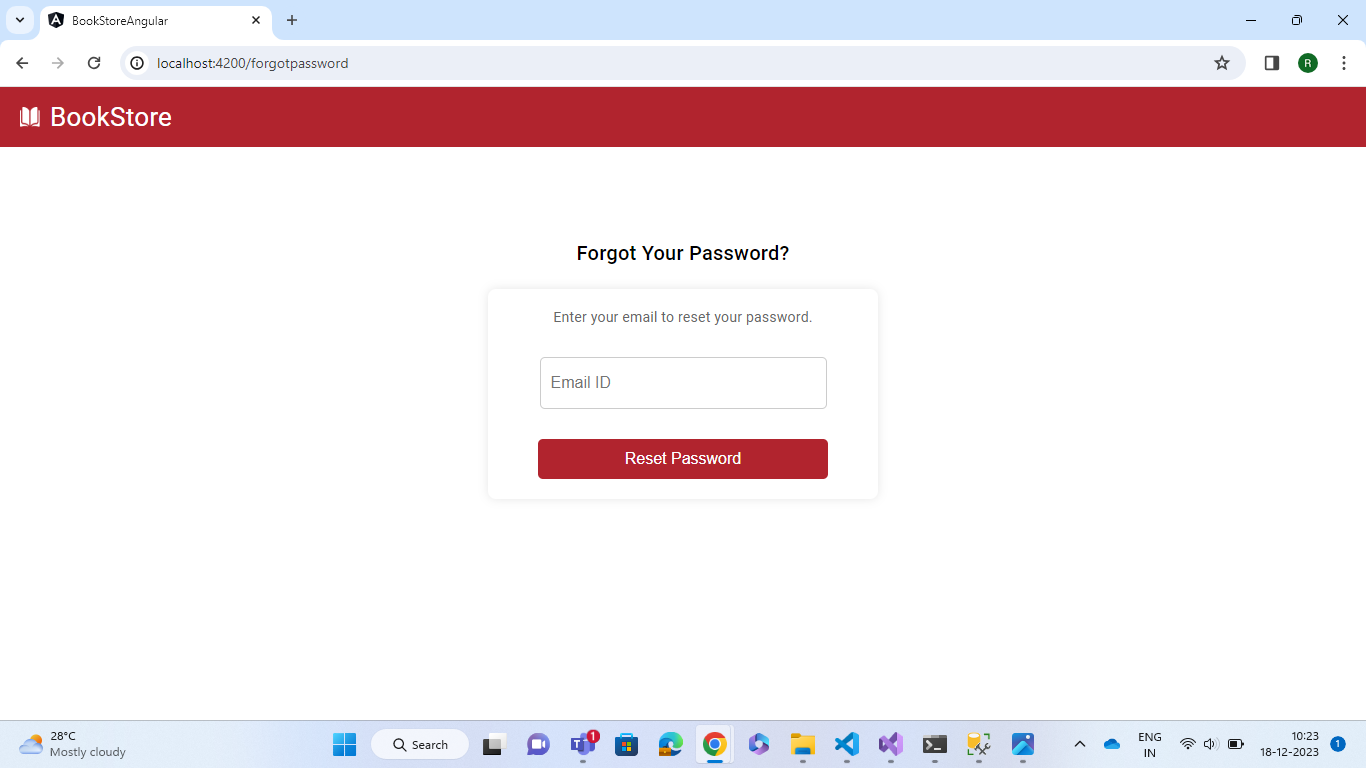 BookStoreAngular
localhost:4200/forgotpassword
R
BookStore
Forgot Your Password?
Enter your email to reset your password.
Email ID
Reset Password
28°C
Mostly cloudy
Search
1
ENG
IN
10:23
18-12-2023
1